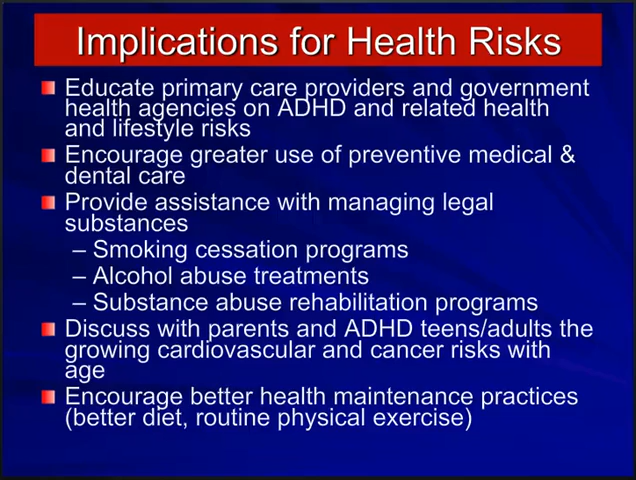 Implications for Health Risks
Educate primary care providers and government
health agencies on ADHD and related health
and lifestyle risks
Encourage greater use of preventive medical &
dental care
Provide assistance with managing legal
substances
– Smoking cessation programs
– Alcohol abuse treatments
– Substance abuse rehabilitation programs
Discuss with parents and ADHD teens/adults the
growing cardiovascular and cancer risks with
age
Encourage better health maintenance practices
(better diet, routine physical exercise)